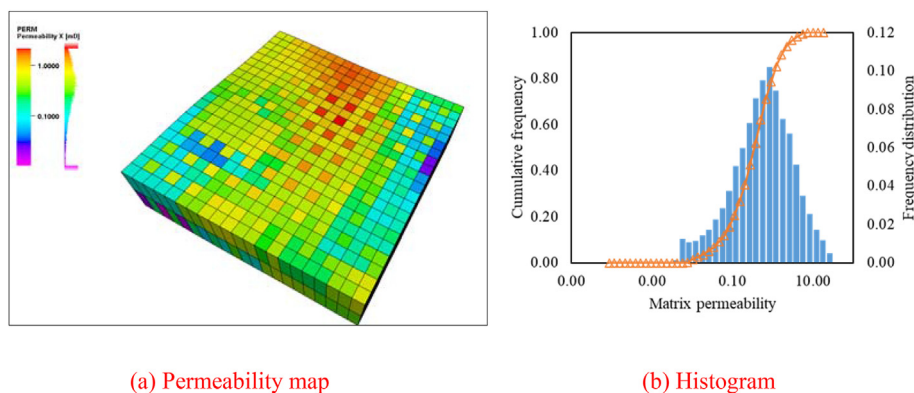 PERM
Permeability X [mD]
1.0000
0.1000
1.00
0.80
0.60
0.40
0.20
0.00
Cumulative frequency
0.12
0.10
0.08
0.06
0.04
0.02
0.00
Frequency distribution
0.00 0.00 0.10 10.00
Matrix permeability
(a) Permeability map
(b) Histogram